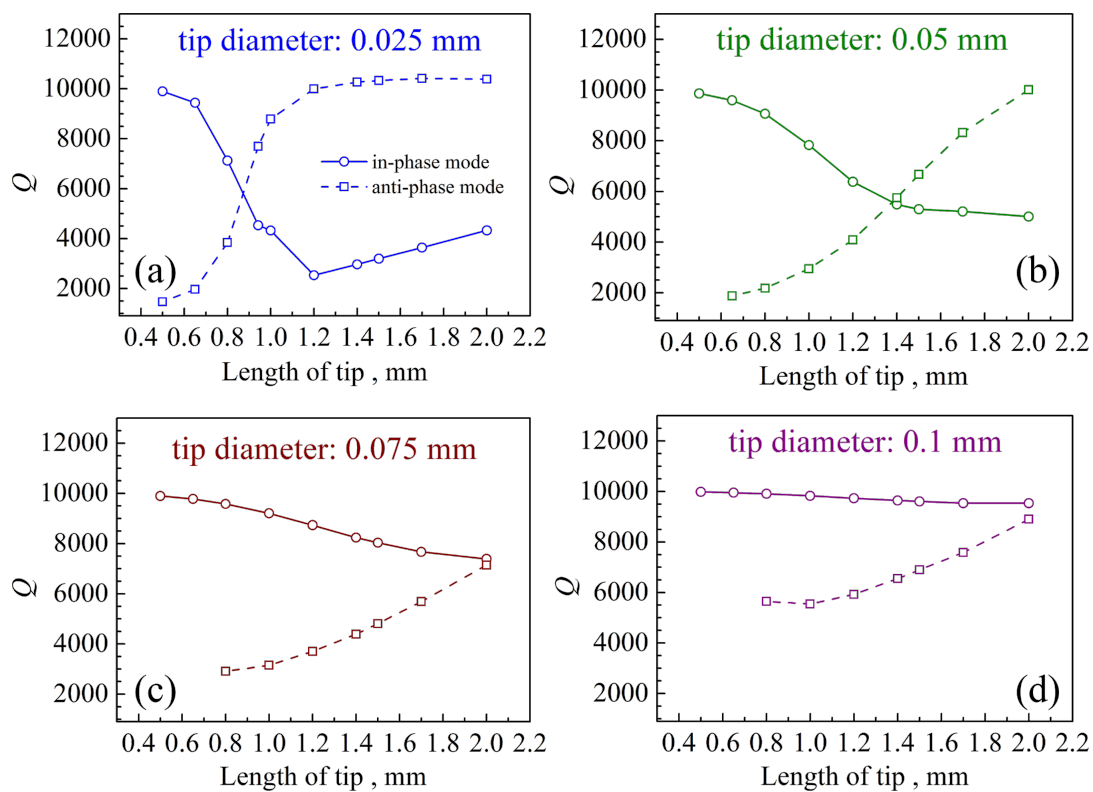 tip diameter: 0.025 mm
12000
10000
8000
6000
4000
2000
Q
in-phase mode
anti-phase mode
(a)
0.4 0.6 0.8 1.0 1.2 1.4 1.6 1.8 2.0 2.2
Length of tip , mm
tip diameter: 0.05 mm
12000
10000
8000
6000
4000
2000
Q
(b)
0.4 0.6 0.8 1.0 1.2 1.4 1.6 1.8 2.0 2.2
Length of tip , mm
tip diameter: 0.075 mm
12000
10000
8000
6000
4000
2000
Q
(c)
0.4 0.6 0.8 1.0 1.2 1.4 1.6 1.8 2.0 2.2
Length of tip , mm
tip diameter: 0.1 mm
12000
10000
8000
6000
4000
2000
Q
(d)
0.4 0.6 0.8 1.0 1.2 1.4 1.6 1.8 2.0 2.2
Length of tip , mm